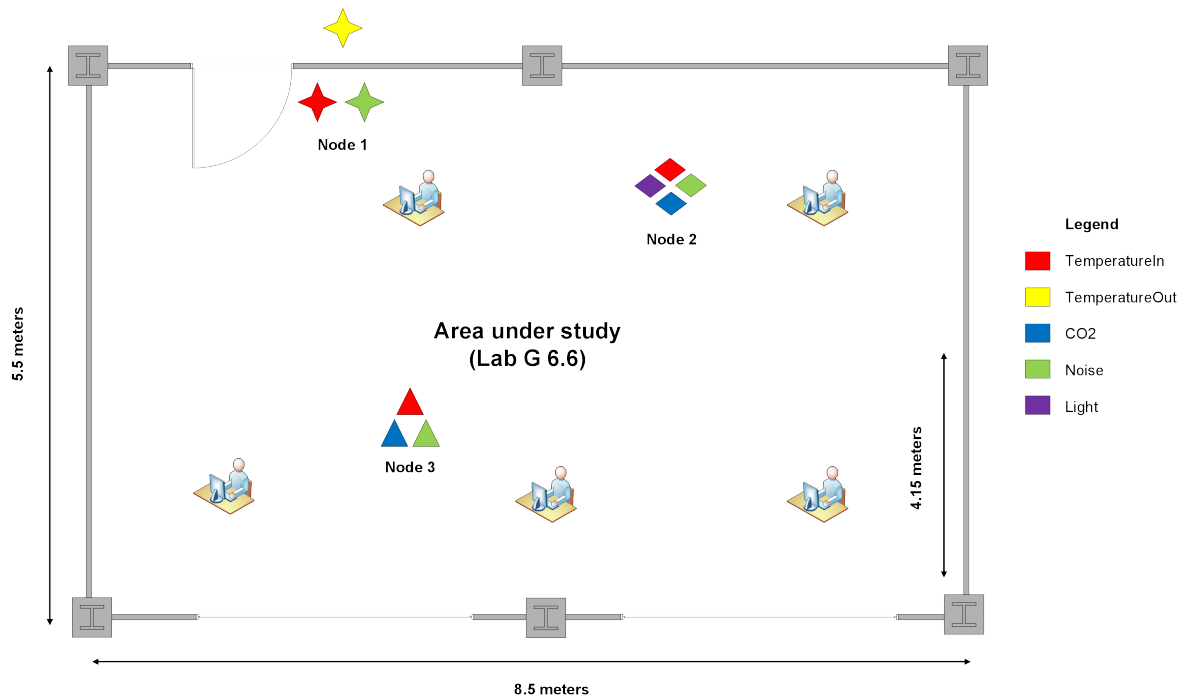 Node 1
Node 2
Legend
TemperatureIn
TemperatureOut
CO2
Noise
Light
Area under study
(Lab G 6.6)
5.5 meters
4.15 meters
Node 3
8.5 meters